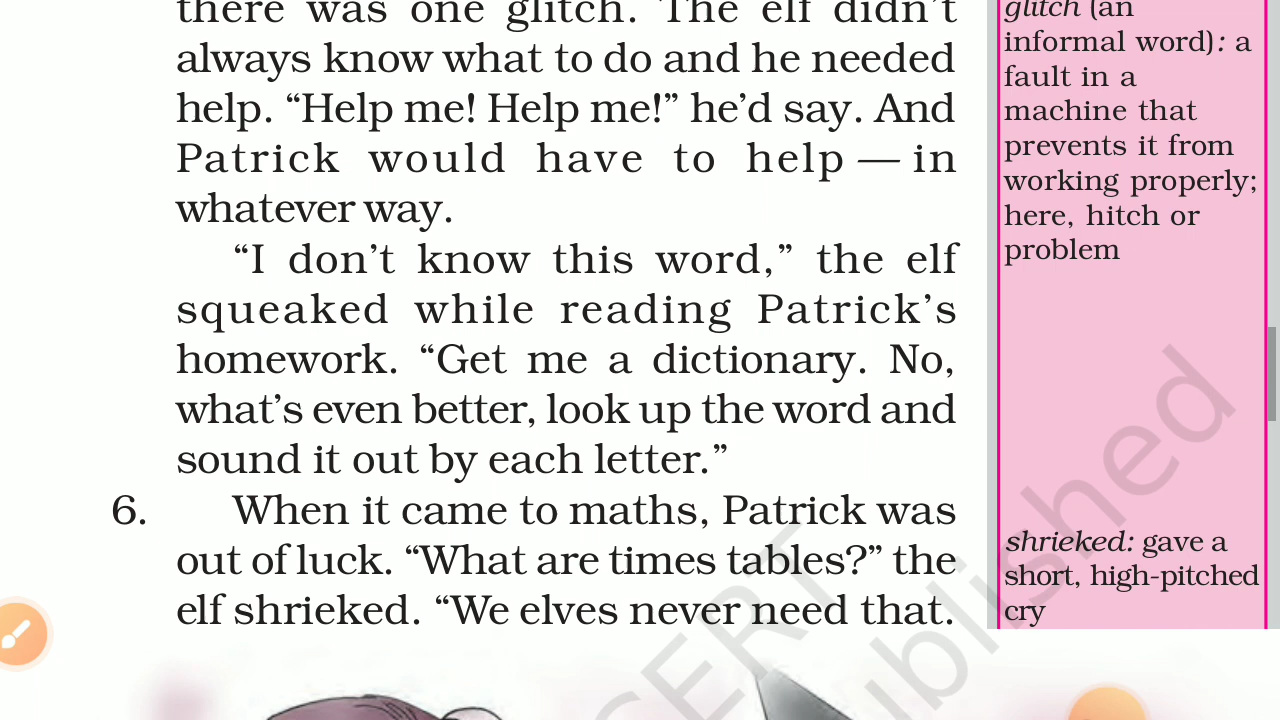 there was one glitch. The elf didn't
always know what to do and he needed
help. “Help me! Help me!” he’d say. And
Patrick would have to help — in
whatever way.
“I don’t know this word,” the elf
squeaked while reading Patrick’s
homework. “Get me a dictionary. No,
what’s even better, look up the word and
sound it out by each letter.”
6. When it came to maths, Patrick was
out of luck. “What are times tables?” the
elf shrieked. “We elves never need that.
glitch (an
informal word): a
fault in a
machine that
prevents it from
working properly;
here, hitch or
problem
shrieked: gave a
short, high-pitched
cry